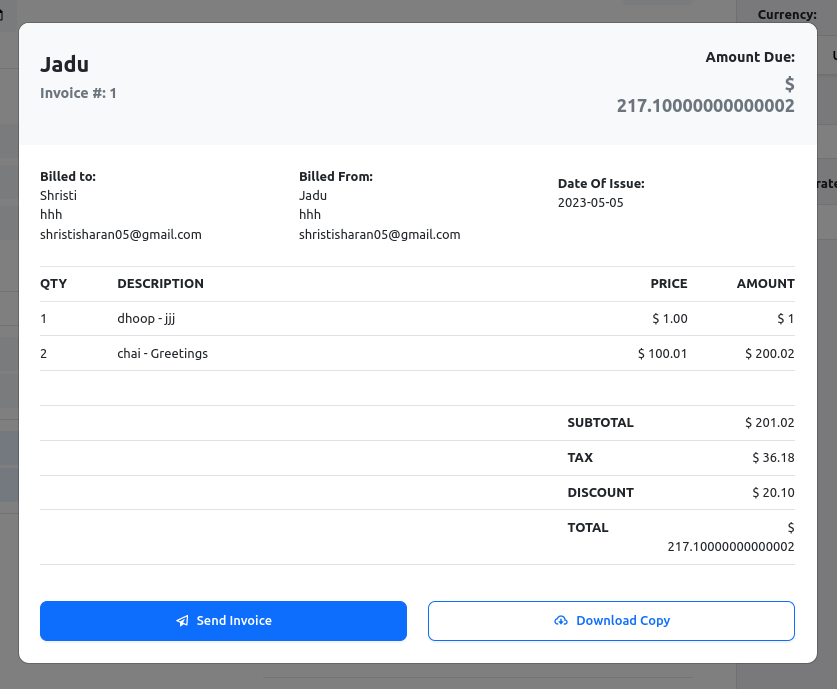 Currency:
Jadu
Invoice #: 1
Amount Due:
$
217.10000000000002
Billed to:
Shristi
hhh
shristisharan05@gmail.com
Billed From:
Jadu
hhh
shristisharan05@gmail.com
Date Of Issue:
2023-05-05
QTY DESCRIPTION PRICE AMOUNT
1 dhoop - jjj $ 1.00 $ 1
2 chai - Greetings $ 100.01 $ 200.02
SUBTOTAL $ 201.02
TAX $ 36.18
DISCOUNT $ 20.10
TOTAL $
217.10000000000002
Send Invoice
Download Copy